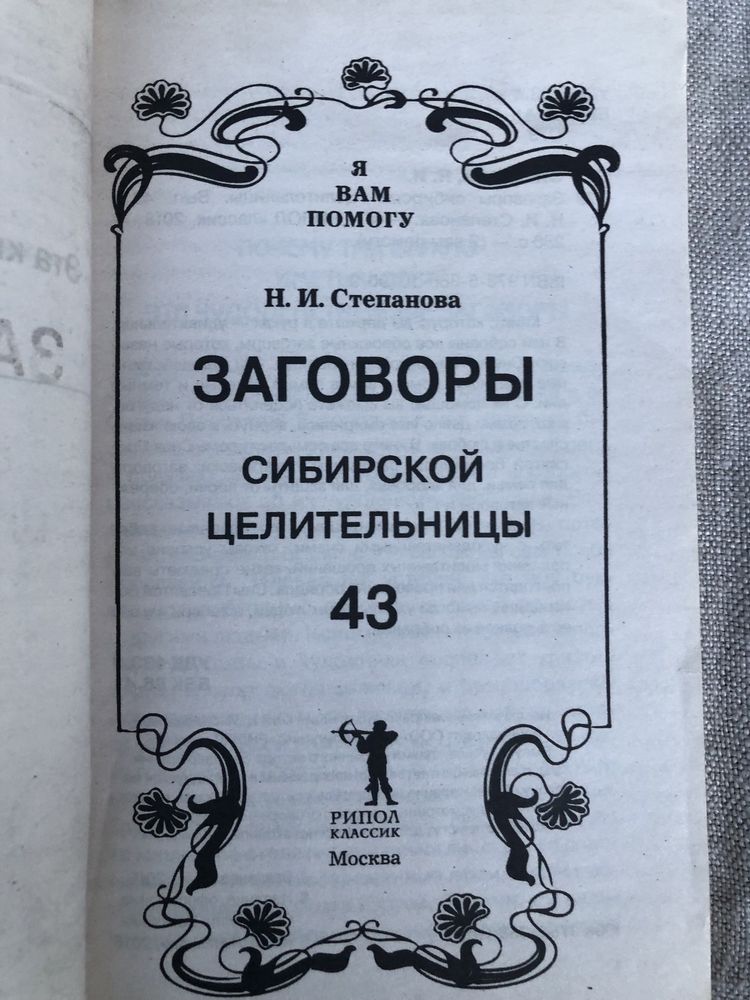 Я
ВАМ
ПОМОГУ
Н. И. Степанова
ЗАГОВОРЫ
СИБИРСКОЙ
ЦЕЛИТЕЛЬНИЦЫ
43
РИПОЛ
КЛАССИК
Москва